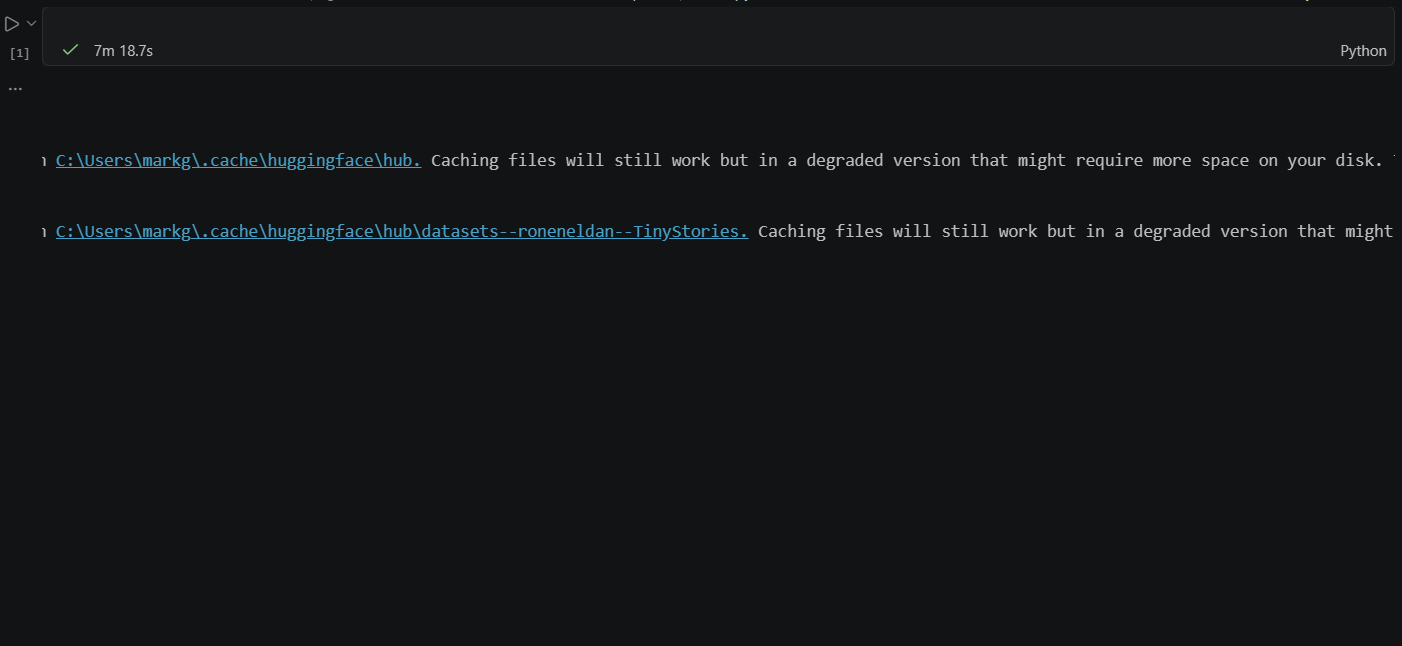 [1]
7m 18.7s
Python
...
C:\Users\markg\.cache\huggingface\hub. Caching files will still work but in a degraded version that might require more space on your disk.
C:\Users\markg\.cache\huggingface\hub\datasets--roneneldan--TinyStories. Caching files will still work but in a degraded version that might